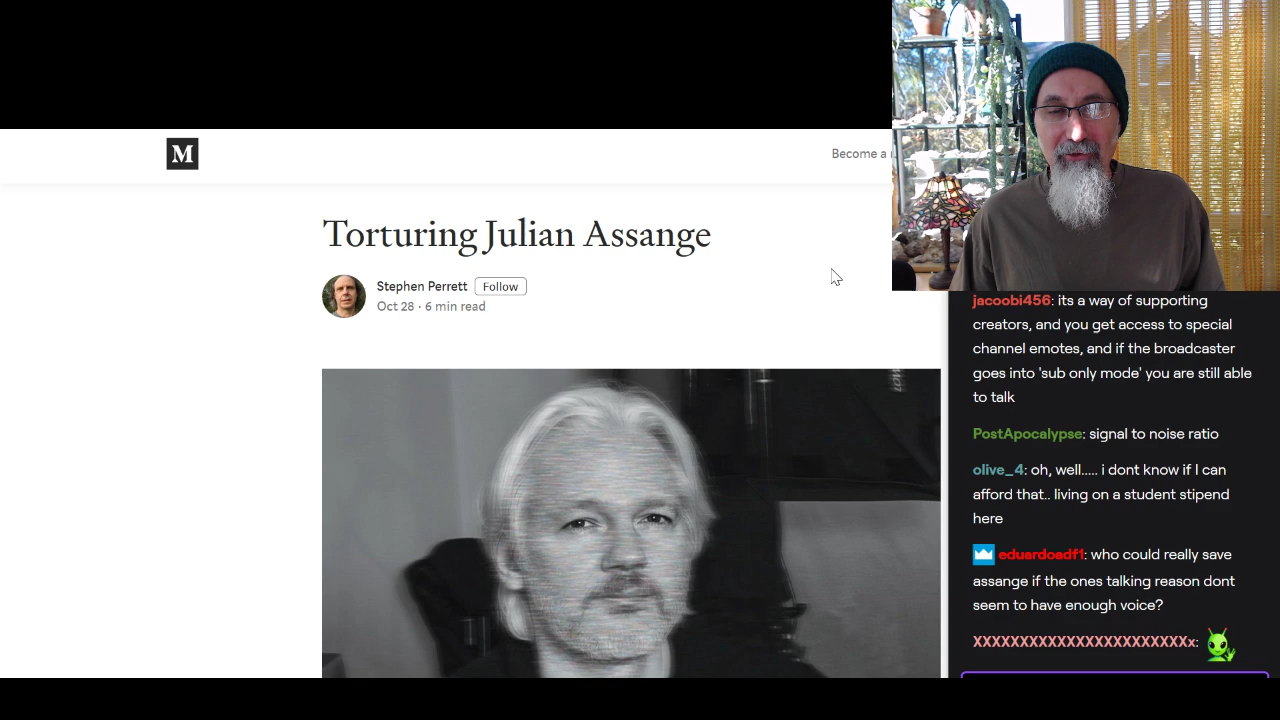 M
Become a
Torturing Julian Assange
Stephen Perrett Follow
Oct 28 · 6 min read
jacoobi456: its a way of supporting
creators, and you get access to special
channel emotes, and if the broadcaster
goes into 'sub only mode' you are still able
to talk
PostApocalypse: signal to noise ratio
olive_4: oh, well..... i dont know if I can
afford that.. living on a student stipend
here
eduardoadf1: who could really save
assange if the ones talking reason dont
seem to have enough voice?
XXXXXXXXXXXXXXXXXXXXXXXx: